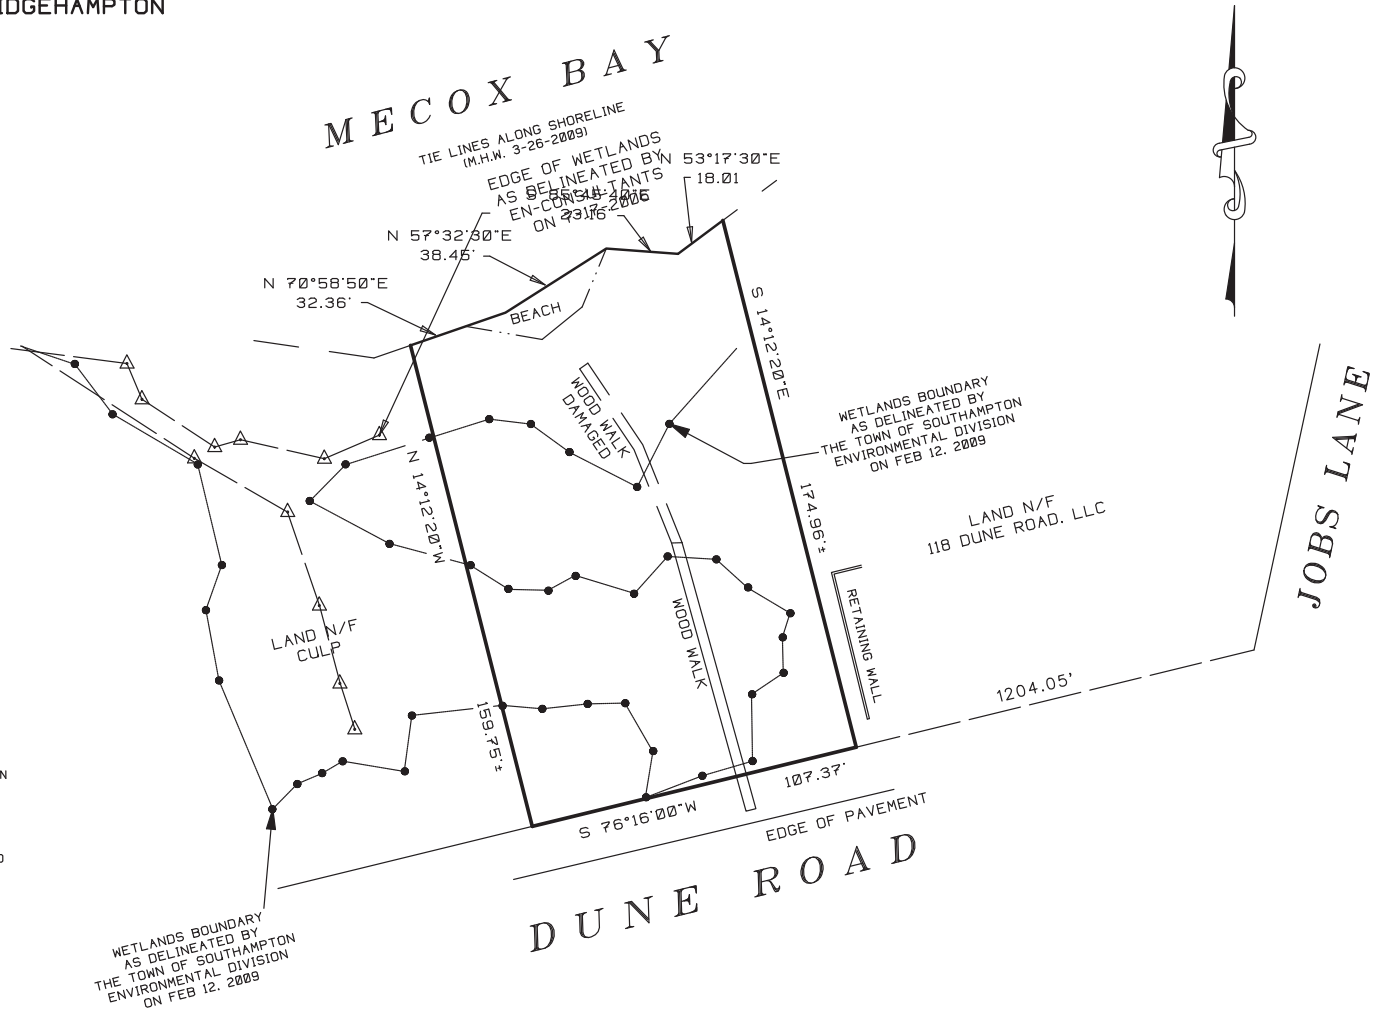 IDGEHAMPTON
MECOX BAY
TIE LINES ALONG SHORELINE
(M.H.W. 3-26-2009)
EDGE OF WETLANDS
AS DELINEATED BY
EN-CONSULTANTS
N 53°17'30"E
18.01
S 85°45'40"E
N 57°32'30"E
38.45'
N 70°58'50"E
32.36'
BEACH
S 14°12'20"E
174.96'±
WOOD WALK
DAMAGED
WETLANDS BOUNDARY
AS DELINEATED BY
THE TOWN OF SOUTHAMPTON
ENVIRONMENTAL DIVISION
ON FEB 12, 2009
JOBS LANE
N 14°12'20"W
159.75'±
LAND N/F
118 DUNE ROAD, LLC
RETAINING WALL
WOOD WALK
LAND N/F
CULP
1204.05'
N
107.37'
S 76°16'00"W
EDGE OF PAVEMENT
DUNE ROAD
WETLANDS BOUNDARY
AS DELINEATED BY
THE TOWN OF SOUTHAMPTON
ENVIRONMENTAL DIVISION
ON FEB 12, 2009